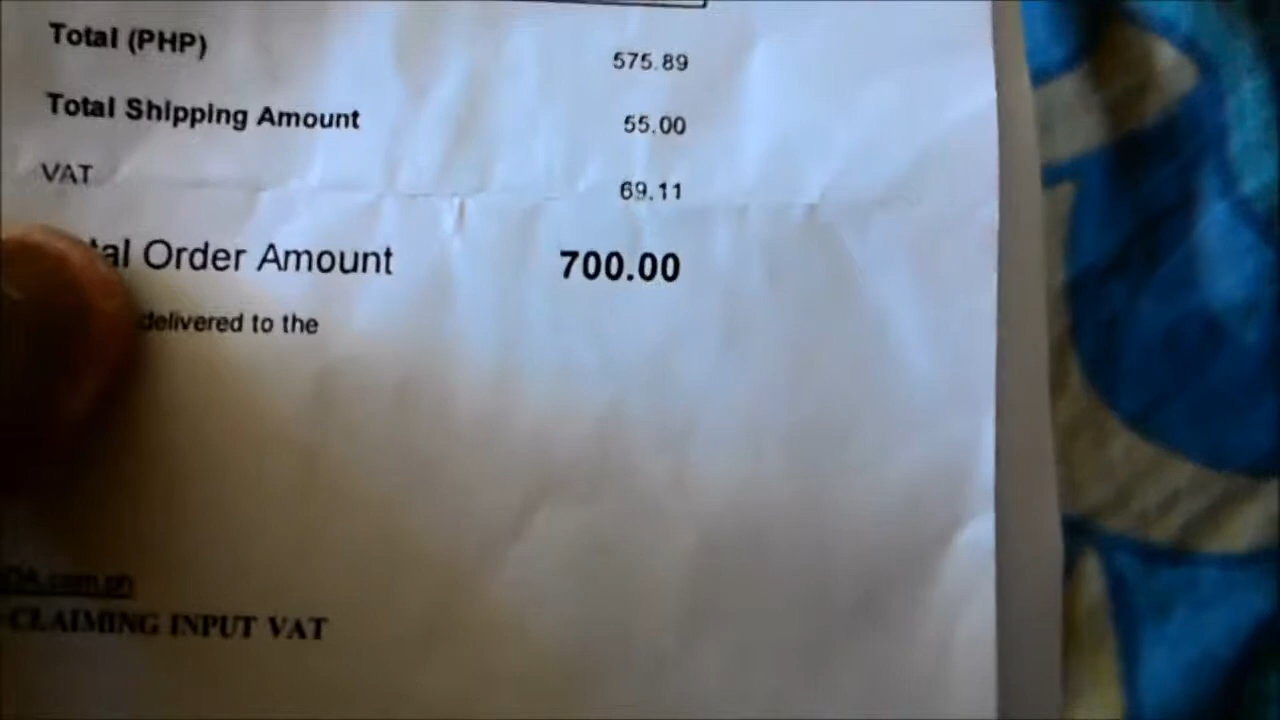 Total (PHP) 575.89
Total Shipping Amount 55.00
VAT 69.11
Order Amount 700.00
delivered to the
CLAIMING INPUT VAT